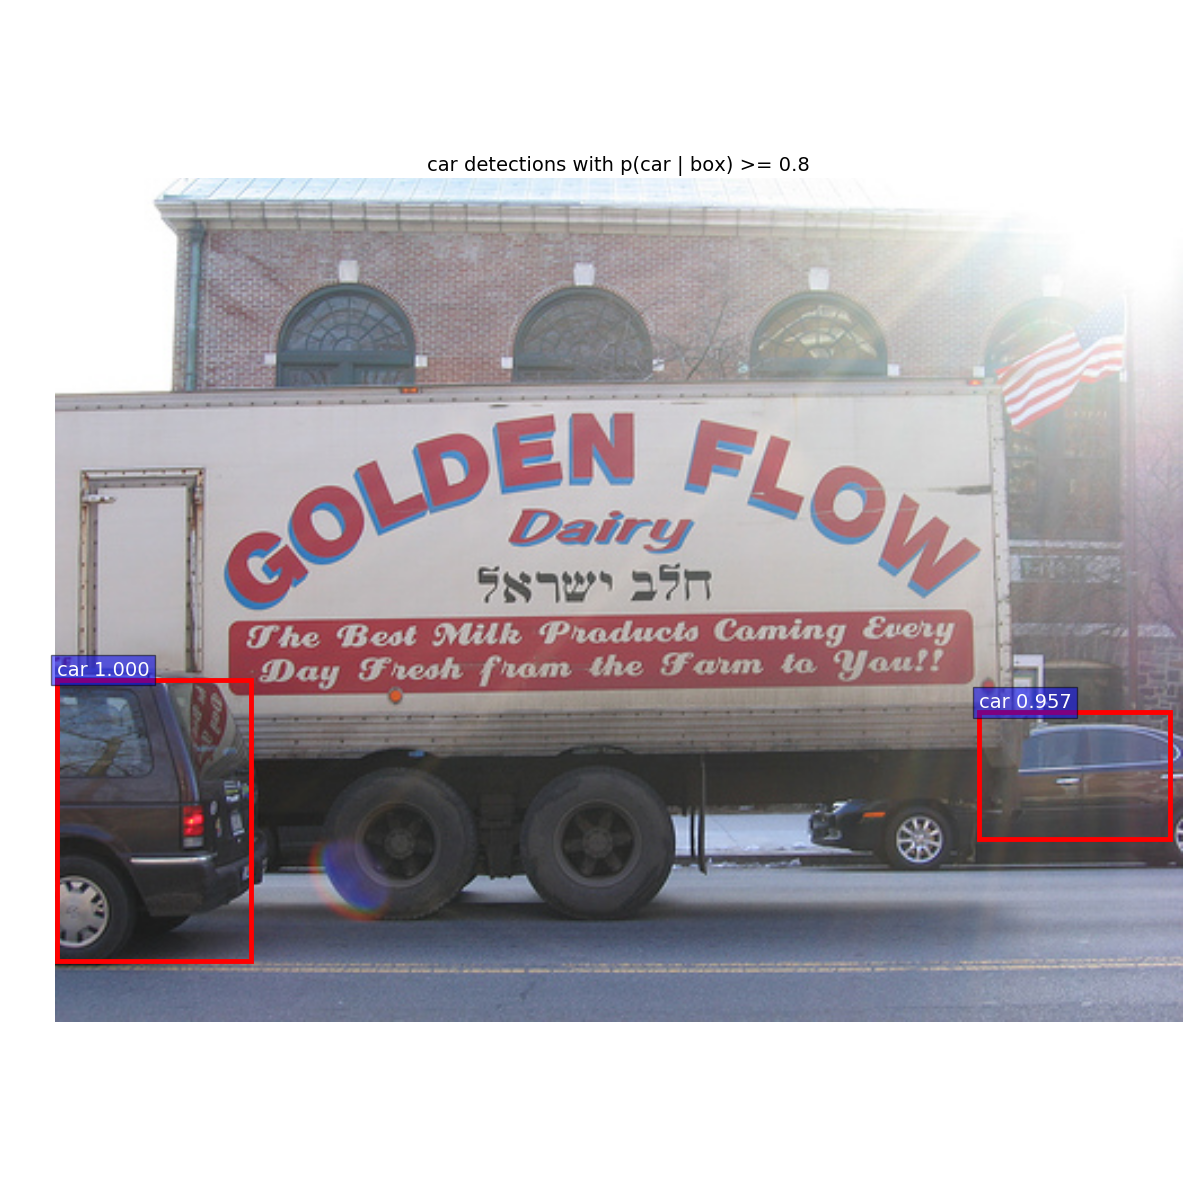 car detections with p(car | box) >= 0.8
GOLDEN FLOW
Dairy
חלב ישראל
The Best Milk Products Coming Every
Day Fresh from the Farm to You!!
car 1.000
car 0.957